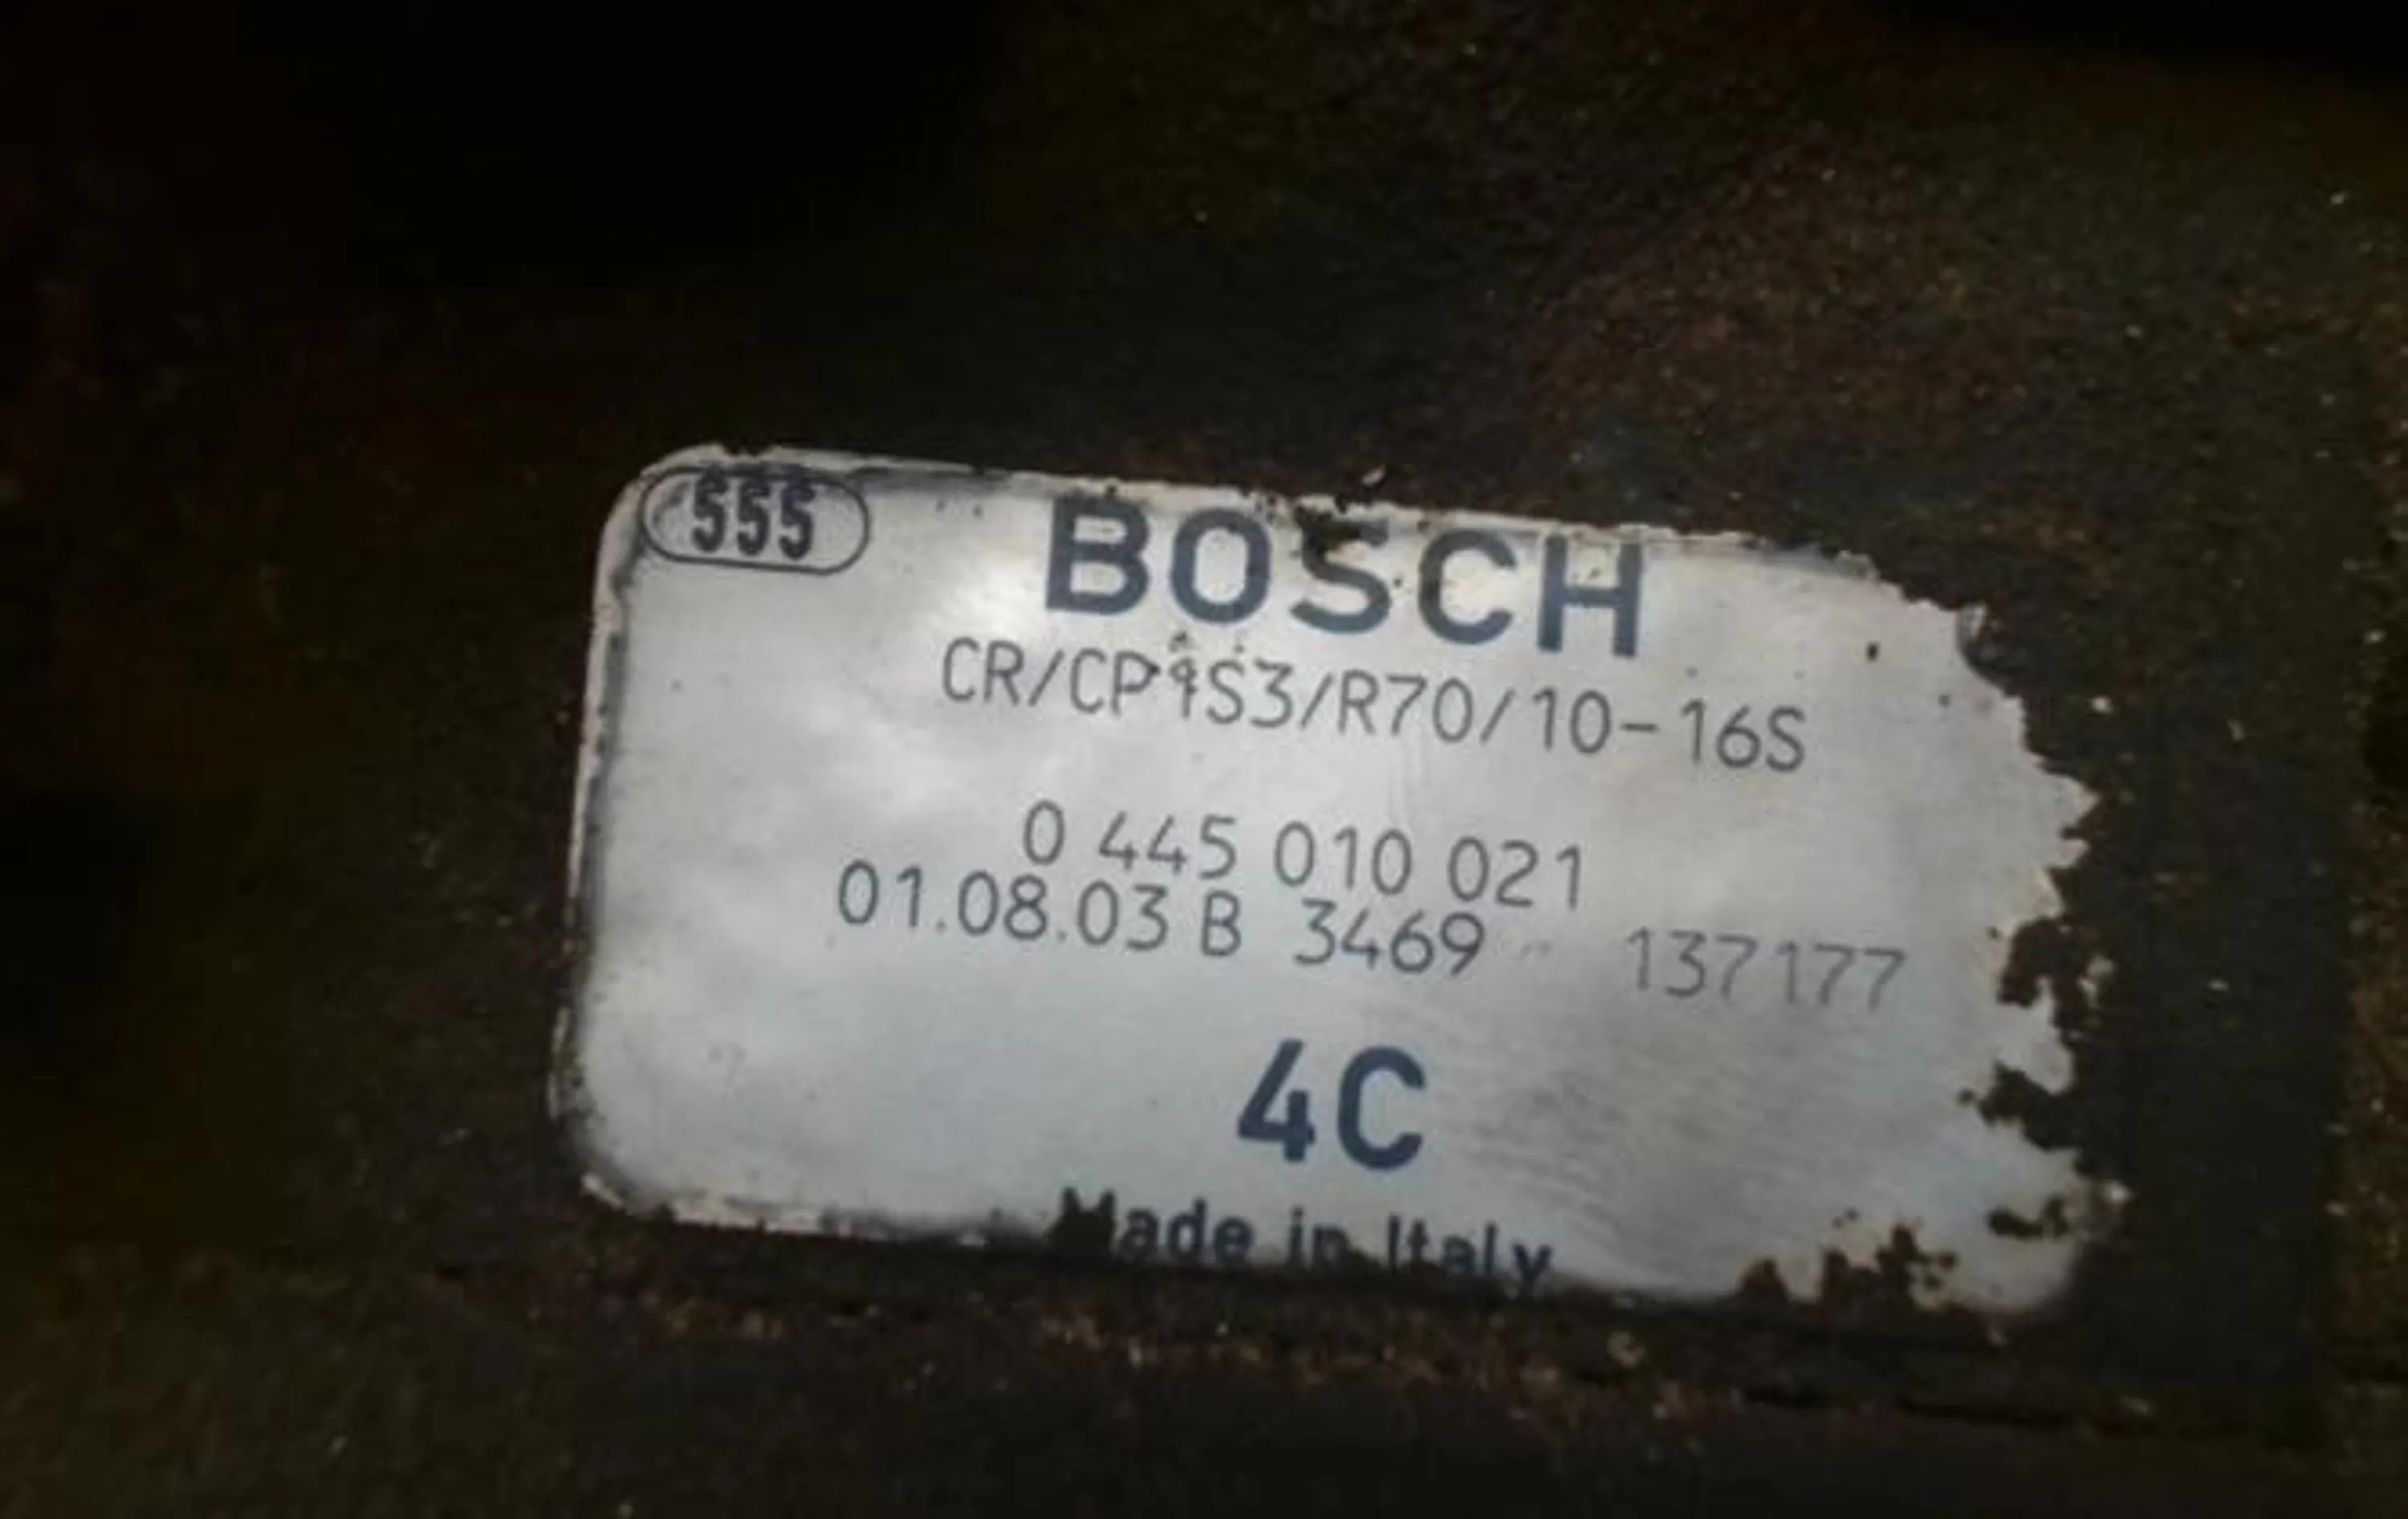 555
BOSCH
CR/CP1S3/R70/10-16S
0 445 010 021
01.08.03 B 3469 137177
4C
Made in Italy